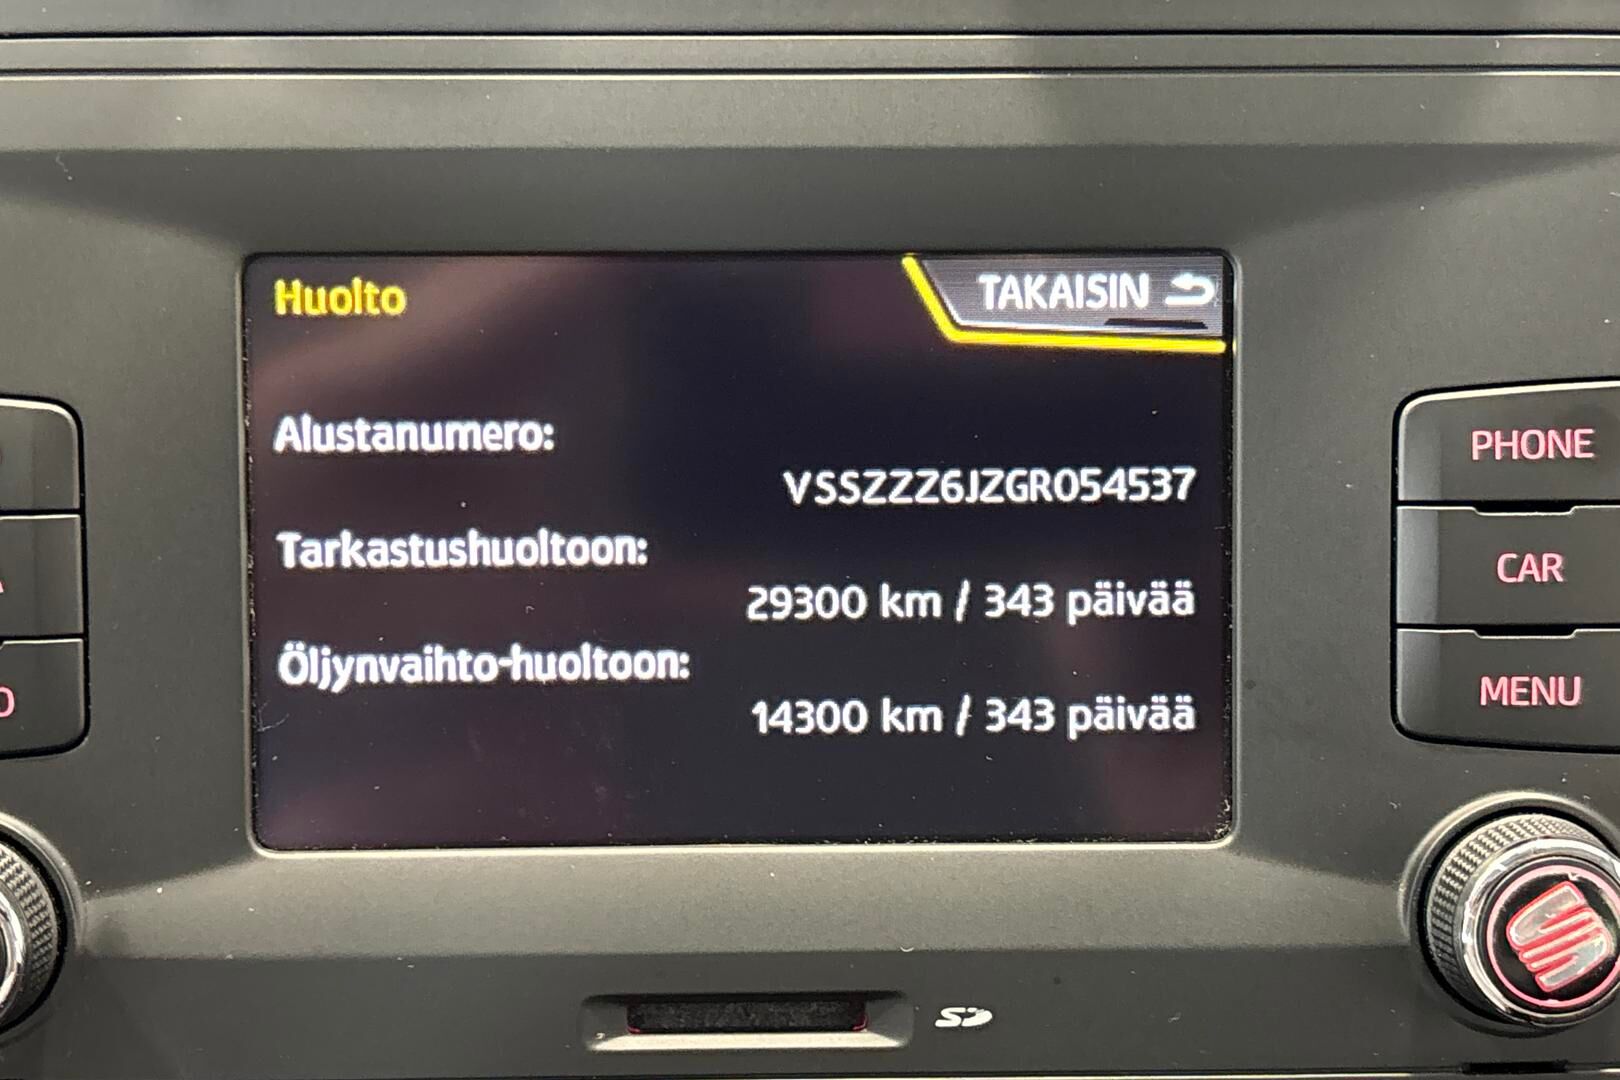 Huolto
TAKAISIN
Alustanumero:
VSSZZZ6JZGR054537
Tarkastushuoltoon:
29300 km / 343 päivää
Öljynvaihto-huoltoon:
14300 km / 343 päivää
PHONE
CAR
MENU
SD